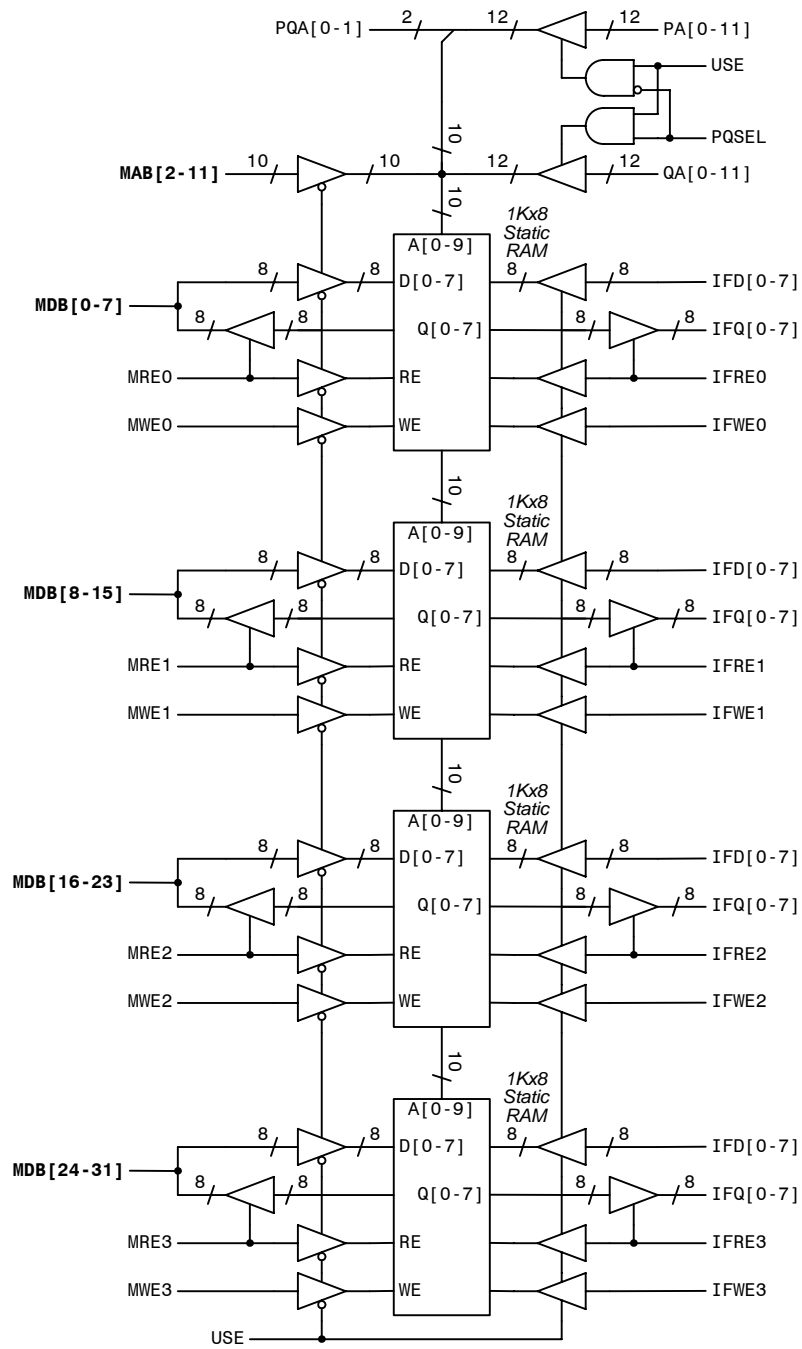 PQA[0-1] 2 12 12 PA[0-11]
USE
PQSEL
10
MAB[2-11] 10 10 12 12 QA[0-11]
10
1Kx8
Static
RAM
A[0-9]
8 8 D[0-7] 8 8 IFD[0-7]
MDB[0-7]
8 8 Q[0-7] 8 8 IFQ[0-7]
MRE0 RE IFRE0
MWE0 WE IFWE0
10
1Kx8
Static
RAM
A[0-9]
8 8 D[0-7] 8 8 IFD[0-7]
MDB[8-15]
8 8 Q[0-7] 8 8 IFQ[0-7]
MRE1 RE IFRE1
MWE1 WE IFWE1
10
1Kx8
Static
RAM
A[0-9]
8 8 D[0-7] 8 8 IFD[0-7]
MDB[16-23]
8 8 Q[0-7] 8 8 IFQ[0-7]
MRE2 RE IFRE2
MWE2 WE IFWE2
10
1Kx8
Static
RAM
A[0-9]
8 8 D[0-7] 8 8 IFD[0-7]
MDB[24-31]
8 8 Q[0-7] 8 8 IFQ[0-7]
MRE3 RE IFRE3
MWE3 WE IFWE3
USE